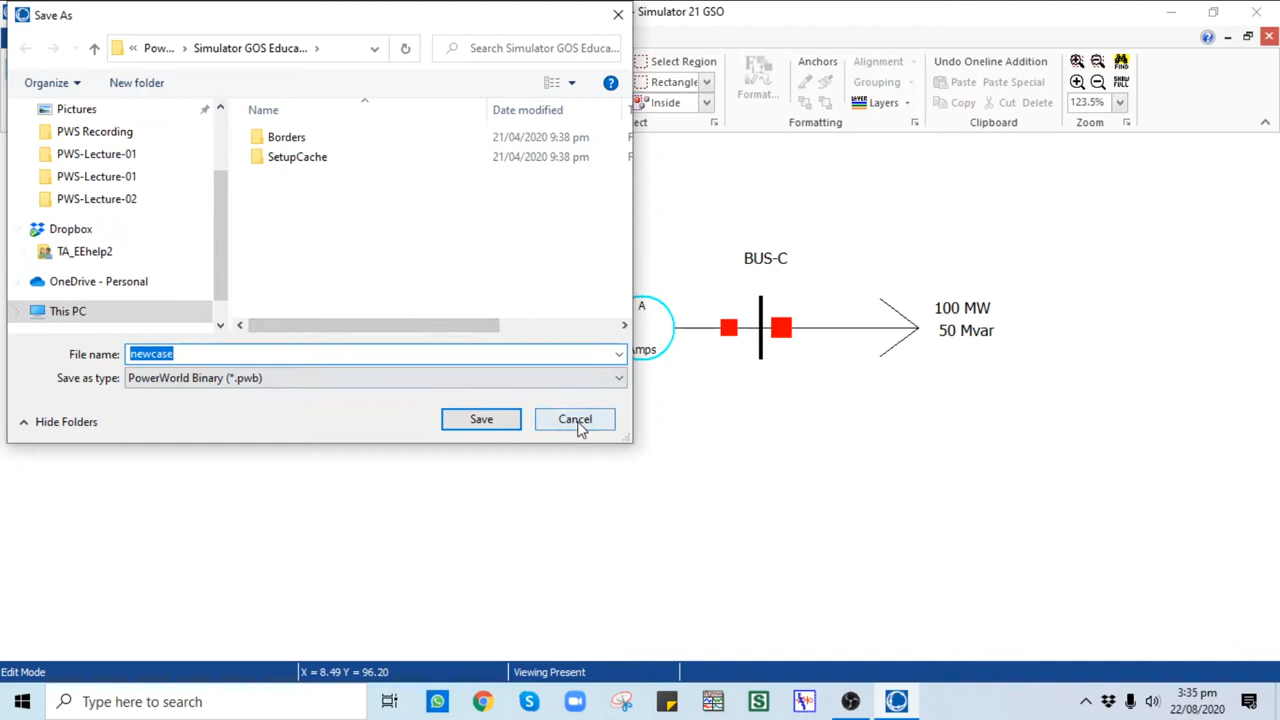 Save As
- Simulator 21 GSO
Pow...
Simulator GOS Educa...
Search Simulator GOS Educa...
Organize
New folder
Pictures
PWS Recording
PWS-Lecture-01
PWS-Lecture-01
PWS-Lecture-02
Dropbox
TA_EEhelp2
OneDrive - Personal
This PC
Name
Date modified
Borders
21/04/2020 9:38 pm
SetupCache
21/04/2020 9:38 pm
File name:
newcase
Save as type:
PowerWorld Binary (*.pwb)
Hide Folders
Save
Cancel
Select Region
Rectangle
Inside
Format...
Anchors
Formatting
Alignment
Grouping
Layers
Undo Oneline Addition
Paste
Paste Special
Copy
Cut
Delete
Clipboard
FIND
SHOW FULL
123.5%
Zoom
BUS-C
A
100 MW
50 Mvar
Edit Mode
X = 8.49 Y = 96.20
Viewing Present
Type here to search
3:35 pm
22/08/2020